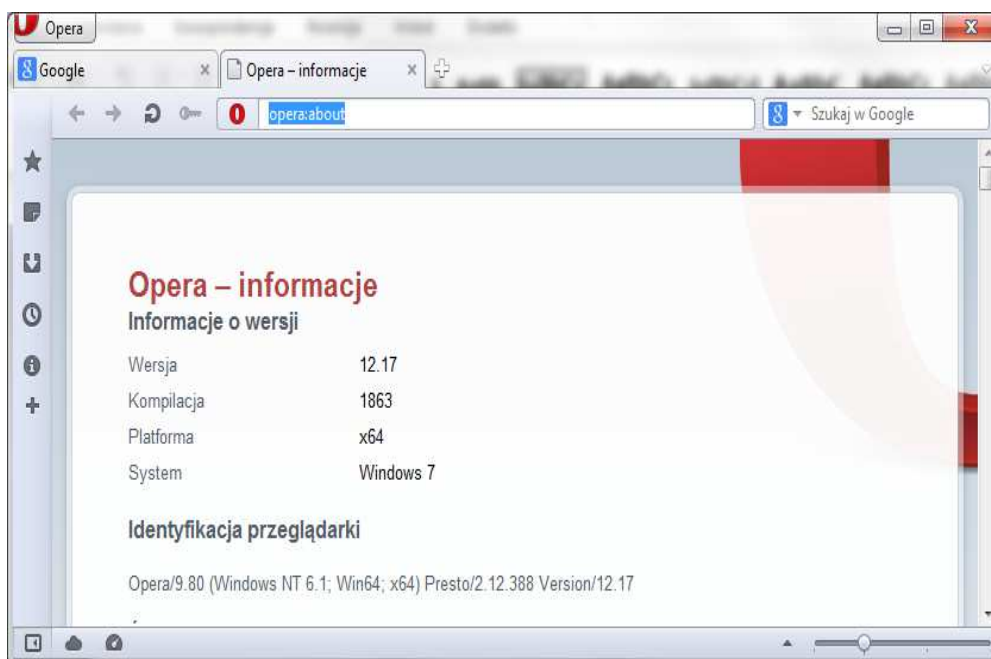 Opera
Google
Opera – informacje
opera:about
Szukaj w Google
Opera – informacje
Informacje o wersji
Wersja 12.17
Kompilacja 1863
Platforma x64
System Windows 7
Identyfikacja przeglądarki
Opera/9.80 (Windows NT 6.1; Win64; x64) Presto/2.12.388 Version/12.17